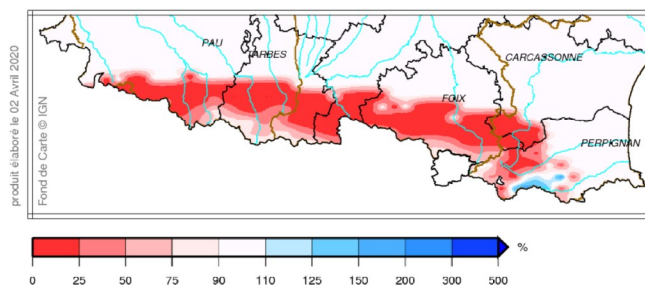 produit élaboré le 02 Avril 2020
Fond de Carte © IGN
PAU
TARBES
CARCASSONNE
FOIX
PERPIGNAN
%
0 25 50 75 90 110 125 150 200 300 500